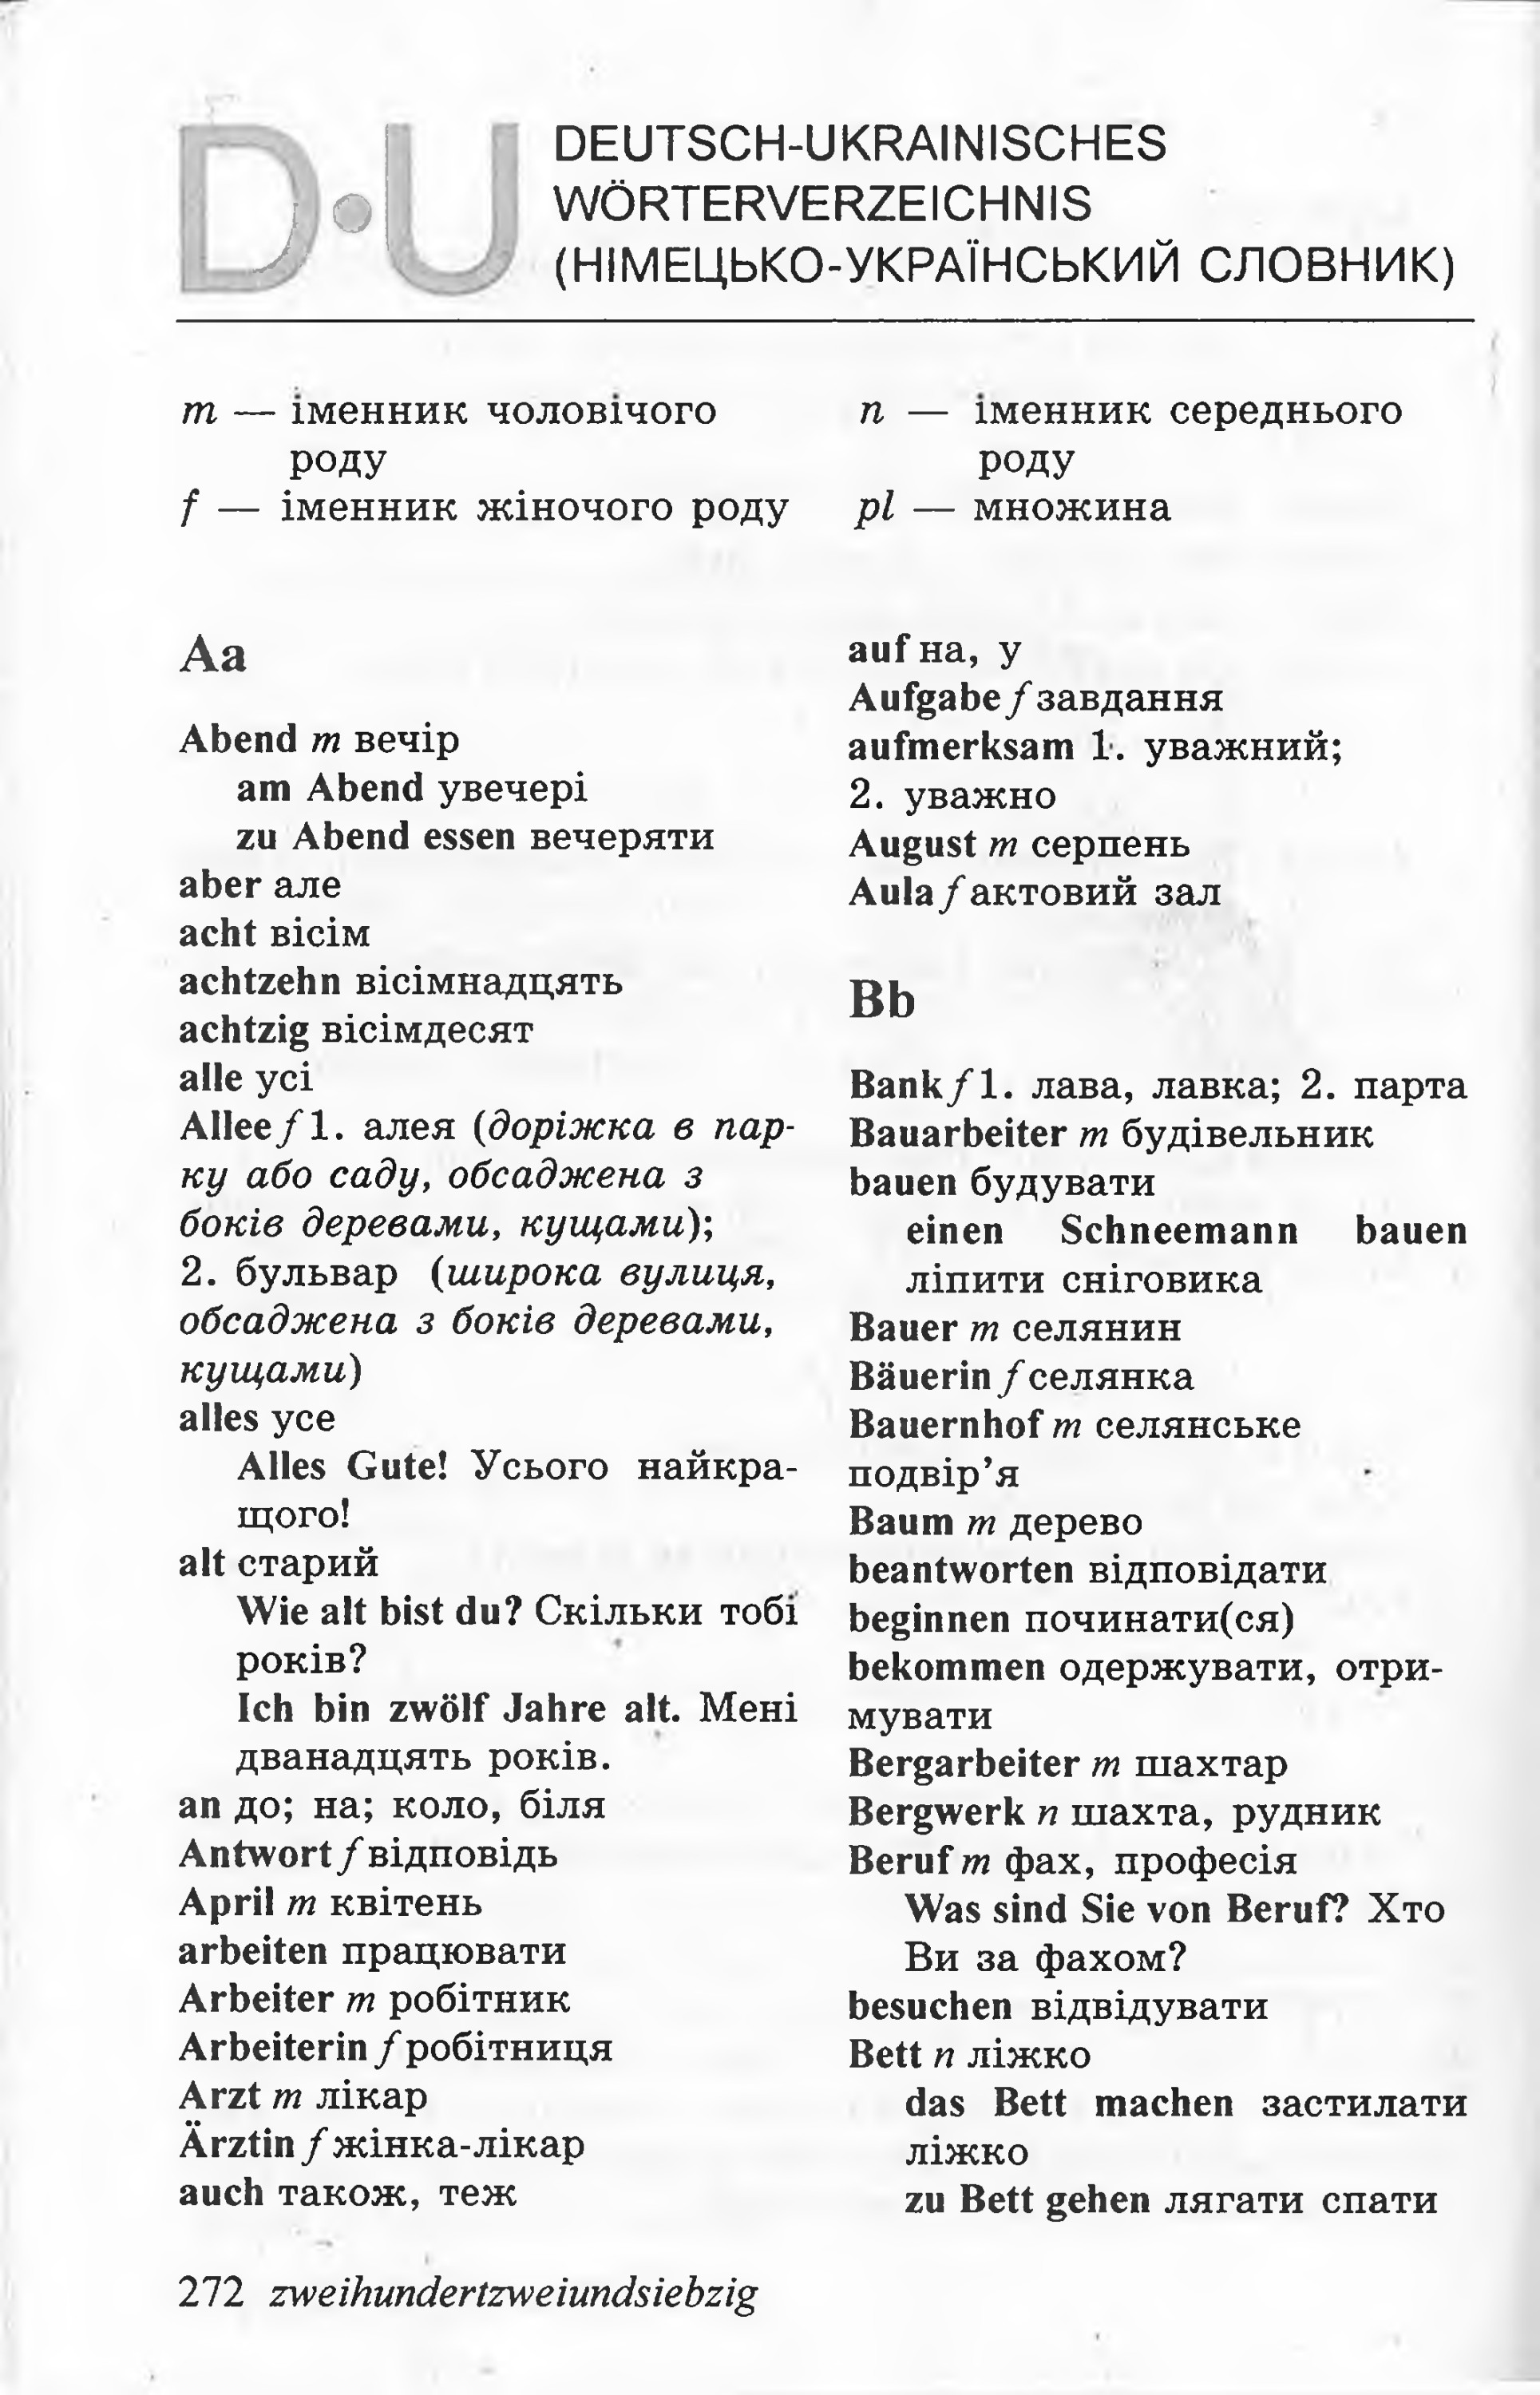 D·U
DEUTSCH-UKRAINISCHES
WÖRTERVERZEICHNIS
(НІМЕЦЬКО-УКРАЇНСЬКИЙ СЛОВНИК)
m — іменник чоловічого
роду
f — іменник жіночого роду
n — іменник середнього
роду
pl — множина
Aa
Abend m вечір
am Abend увечері
zu Abend essen вечеряти
aber але
acht вісім
achtzehn вісімнадцять
achtzig вісімдесят
alle усі
Allee f 1. алея (доріжка в пар-
ку або саду, обсаджена з
боків деревами, кущами);
2. бульвар (широка вулиця,
обсаджена з боків деревами,
кущами)
alles усе
Alles Gute! Усього найкра-
щого!
alt старий
Wie alt bist du? Скільки тобі
років?
Ich bin zwölf Jahre alt. Мені
дванадцять років.
an до; на; коло, біля
Antwort f відповідь
April m квітень
arbeiten працювати
Arbeiter m робітник
Arbeiterin f робітниця
Arzt m лікар
Ärztin f жінка-лікар
auch також, теж
auf на, у
Aufgabe f завдання
aufmerksam 1. уважний;
2. уважно
August m серпень
Aula f актовий зал
Bb
Bank f 1. лава, лавка; 2. парта
Bauarbeiter m будівельник
bauen будувати
einen Schneemann bauen
ліпити сніговика
Bauer m селянин
Bäuerin f селянка
Bauernhof m селянське
подвір’я
Baum m дерево
beantworten відповідати
beginnen починати(ся)
bekommen одержувати, отри-
мувати
Bergarbeiter m шахтар
Bergwerk n шахта, рудник
Beruf m фах, професія
Was sind Sie von Beruf? Хто
Ви за фахом?
besuchen відвідувати
Bett n ліжко
das Bett machen застилати
ліжко
zu Bett gehen лягати спати
272 zweihundertzweiundsiebzig